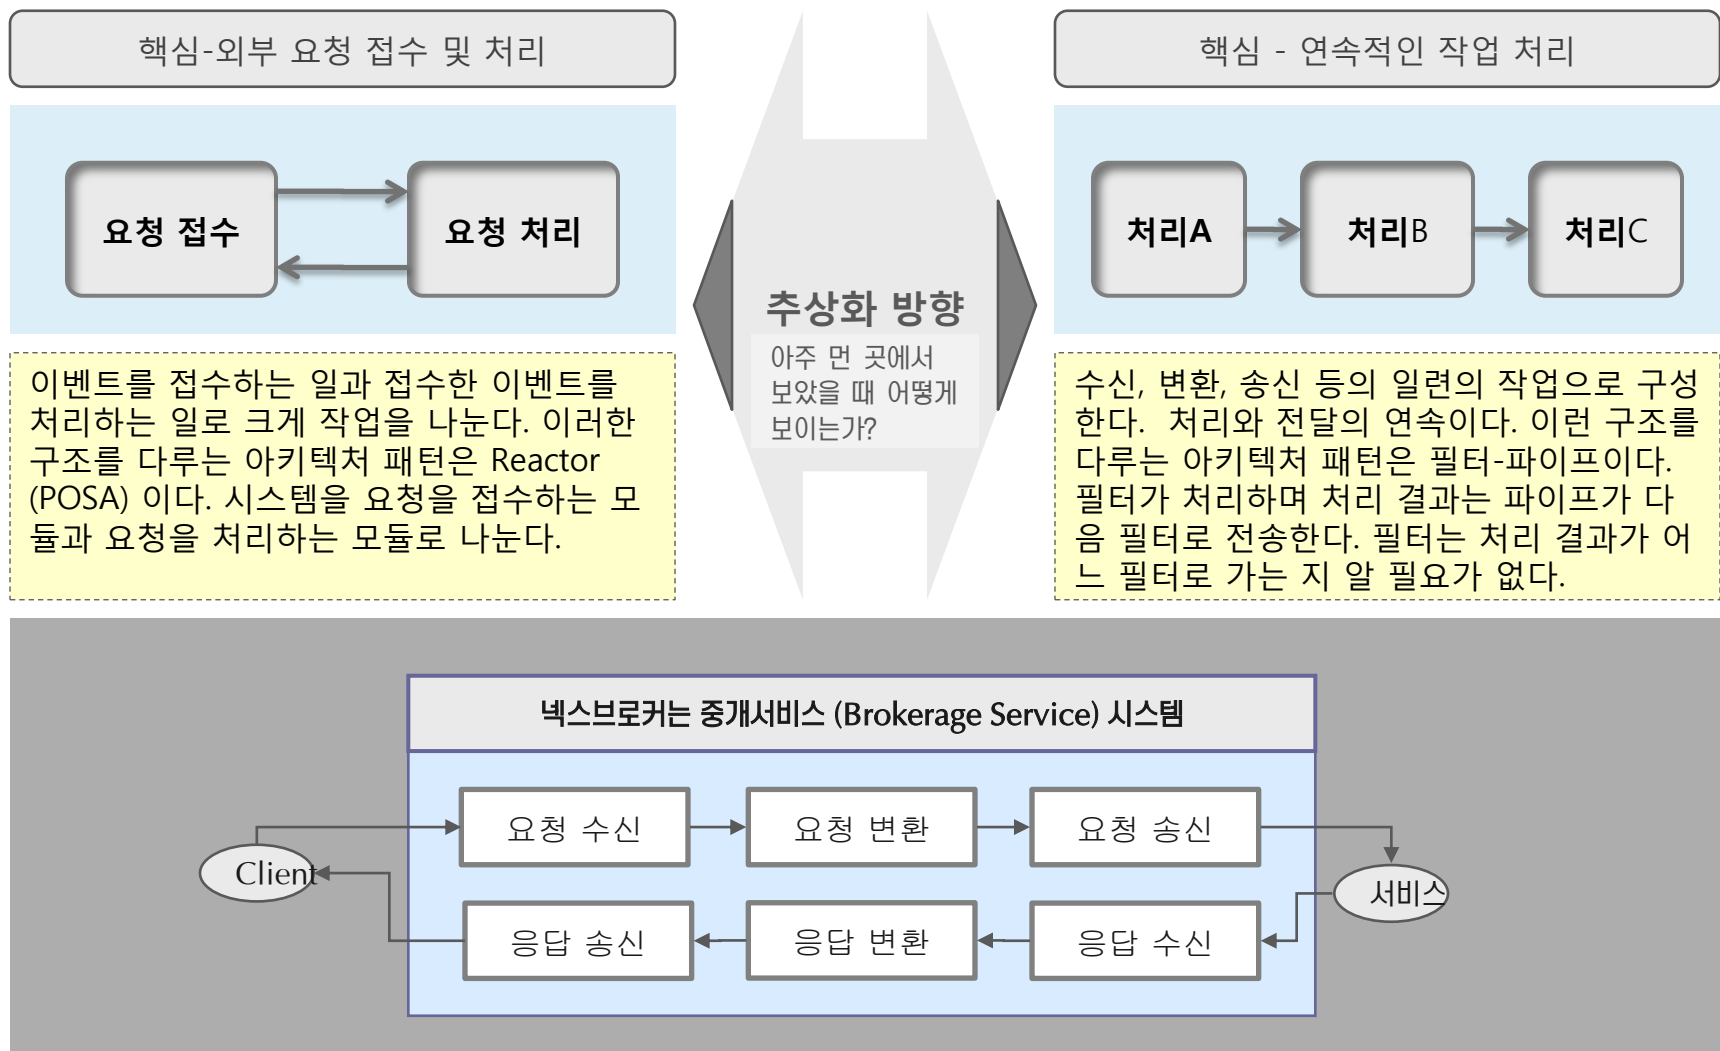 핵심-외부 요청 접수 및 처리
요청 접수
요청 처리
이벤트를 접수하는 일과 접수한 이벤트를
처리하는 일로 크게 작업을 나눈다. 이러한
구조를 다루는 아키텍처 패턴은 Reactor
(POSA) 이다. 시스템을 요청을 접수하는 모
듈과 요청을 처리하는 모듈로 나눈다.
추상화 방향
아주 먼 곳에서
보았을 때 어떻게
보이는가?
핵심 - 연속적인 작업 처리
처리A
처리B
처리C
수신, 변환, 송신 등의 일련의 작업으로 구성
한다.  처리와 전달의 연속이다. 이런 구조를
다루는 아키텍처 패턴은 필터-파이프이다.
필터가 처리하며 처리 결과는 파이프가 다
음 필터로 전송한다. 필터는 처리 결과가 어
느 필터로 가는 지 알 필요가 없다.
넥스브로커는 중개서비스 (Brokerage Service) 시스템
요청 수신
요청 변환
요청 송신
Client
서비스
응답 송신
응답 변환
응답 수신